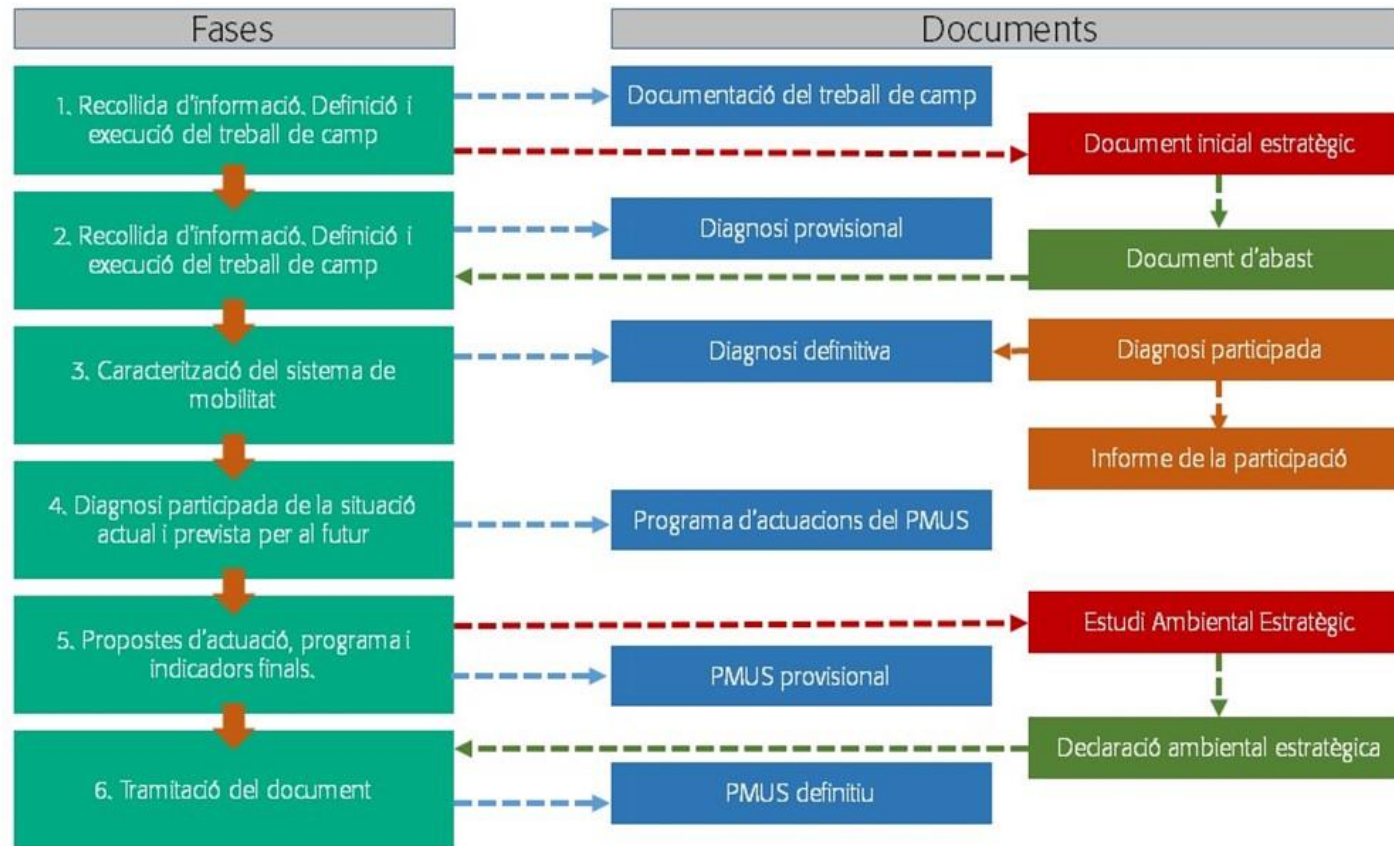 Fases
Documents
1. Recollida d'informació. Definició i
execució del treball de camp
Documentació del treball de camp
Document inicial estratègic
2. Recollida d'informació. Definició i
execució del treball de camp
Diagnosi provisional
Document d'abast
3. Caracterització del sistema de
mobilitat
Diagnosi definitiva
Diagnosi participada
Informe de la participació
4. Diagnosi participada de la situació
actual i prevista per al futur
Programa d'actuacions del PMUS
5. Propostes d'actuació, programa i
indicadors finals.
Estudi Ambiental Estratègic
PMUS provisional
Declaració ambiental estratègica
6. Tramitació del document
PMUS definitiu